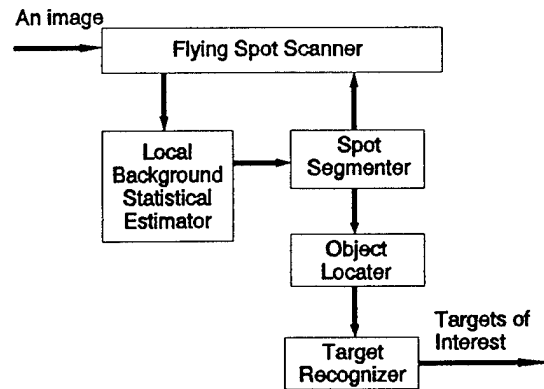 An image
Flying Spot Scanner
Local
Background
Statistical
Estimator
Spot
Segmenter
Object
Locater
Target
Recognizer
Targets of
Interest